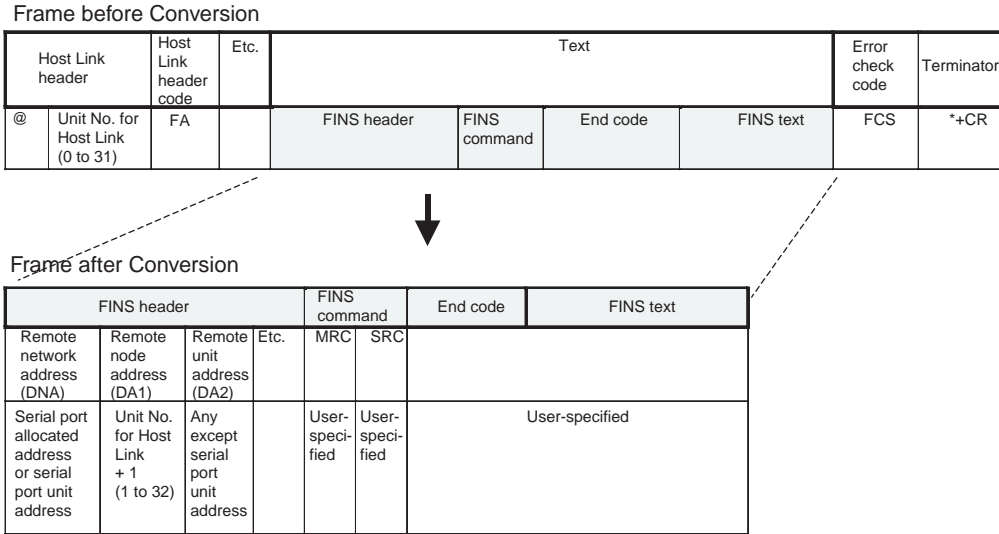 Frame before Conversion
Host Link
header
Host
Link
header
code
Etc.
Text
Error
check
code
Terminator
@
Unit No. for
Host Link
(0 to 31)
FA
FINS header
FINS
command
End code
FINS text
FCS
*+CR
Frame after Conversion
FINS header
FINS
command
End code
FINS text
Remote
network
address
(DNA)
Remote
node
address
(DA1)
Remote
unit
address
(DA2)
Etc.
MRC
SRC
Serial port
allocated
address
or serial
port unit
address
Unit No.
for Host
Link
+ 1
(1 to 32)
Any
except
serial
port
unit
address
User-
speci-
fied
User-
speci-
fied
User-specified